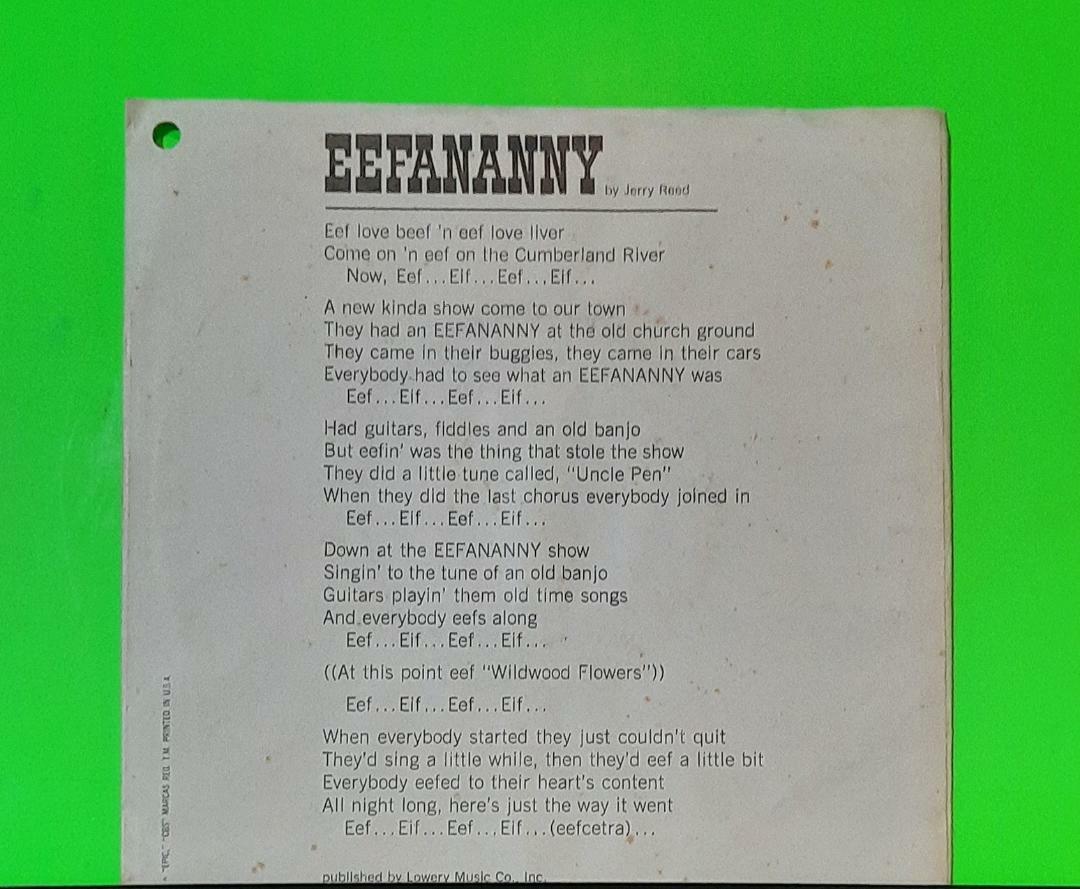 EEFANANNY
by Jerry Reed
Eef love beef 'n eef love liver
Come on 'n eef on the Cumberland River
Now, Eef...Eif...Eef...Eif...
A new kinda show come to our town
They had an EEFANANNY at the old church ground
They came in their buggies, they came in their cars
Everybody had to see what an EEFANANNY was
Eef...Eif...Eef...Eif...
Had guitars, fiddles and an old banjo
But eefin' was the thing that stole the show
They did a little tune called, "Uncle Pen"
When they did the last chorus everybody joined in
Eef...Eif...Eef...Eif...
Down at the EEFANANNY show
Singin' to the tune of an old banjo
Guitars playin' them old time songs
And everybody eefs along
Eef...Eif...Eef...Eif...
((At this point eef "Wildwood Flowers"))
Eef...Eif...Eef...Eif...
When everybody started they just couldn't quit
They'd sing a little while, then they'd eef a little bit
Everybody eefed to their heart's content
All night long, here's just the way it went
Eef...Eif...Eef...Eif...(eefcetra)...
published by Lowery Music Co., Inc.
"EPIC," "CBS" MARCAS REG. T.M. PRINTED IN U.S.A.